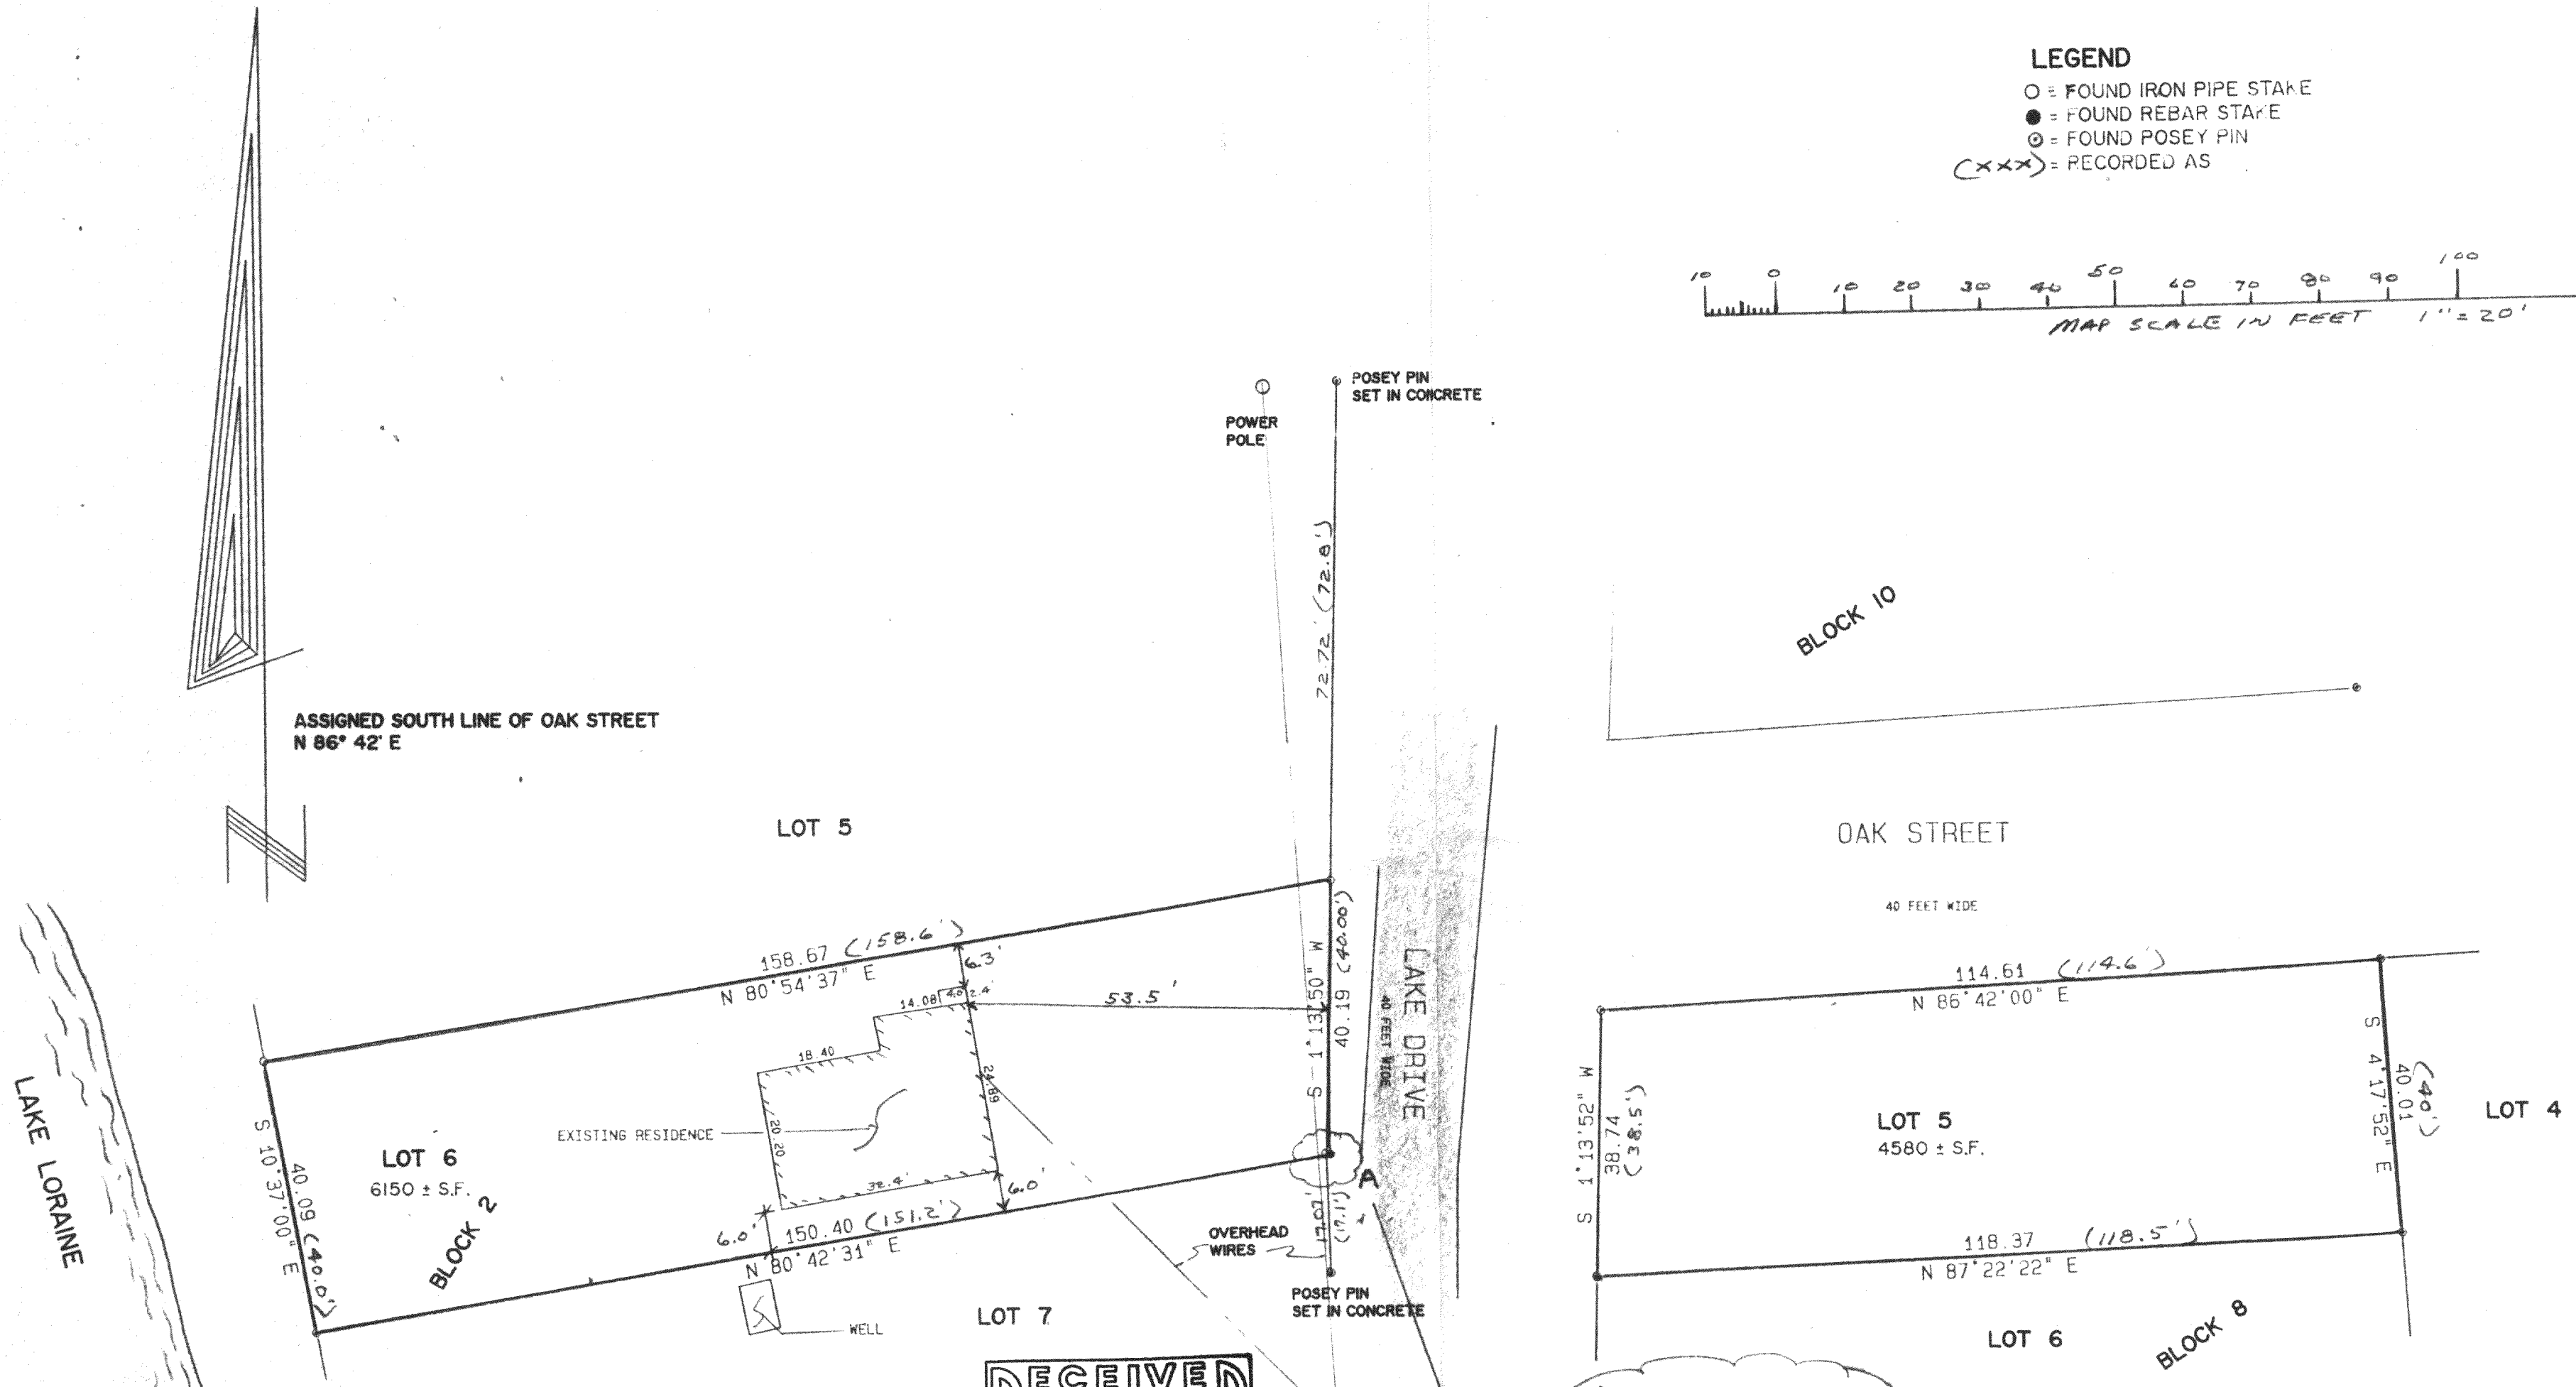 LEGEND
O = FOUND IRON PIPE STAKE
● = FOUND REBAR STAKE
⊙ = FOUND POSEY PIN
(XXX) = RECORDED AS
10 0 10 20 30 40 50 60 70 80 90 100
MAP SCALE IN FEET 1" = 20'
POSEY PIN
SET IN CONCRETE
POWER
POLE
72.72' (72.8')
BLOCK 10
ASSIGNED SOUTH LINE OF OAK STREET
N 86° 42' E
N
LOT 5
OAK STREET
40 FEET WIDE
158.67 (158.6')
N 80°54'37" E
6.3'
14.08
4.0
2.4'
53.5'
S 1°13'50" W
40.19 (40.00')
LAKE DRIVE
40 FEET WIDE
18.40
24.89
20.20
32.4'
EXISTING RESIDENCE
LAKE LORAINE
S 10°37'00" E
40.09 (40.0')
LOT 6
6150 ± S.F.
BLOCK 2
6.0'
6.0'
150.40 (151.2')
N 80°42'31" E
A
17.07'
(17.1')
OVERHEAD
WIRES
POSEY PIN
SET IN CONCRETE
WELL
LOT 7
114.61 (114.6')
N 86°42'00" E
S 1°13'52" W
38.74
(38.5')
LOT 5
4580 ± S.F.
S 4°17'52" E
40.01
(40')
LOT 4
118.37 (118.5')
N 87°22'22" E
LOT 6
BLOCK 8